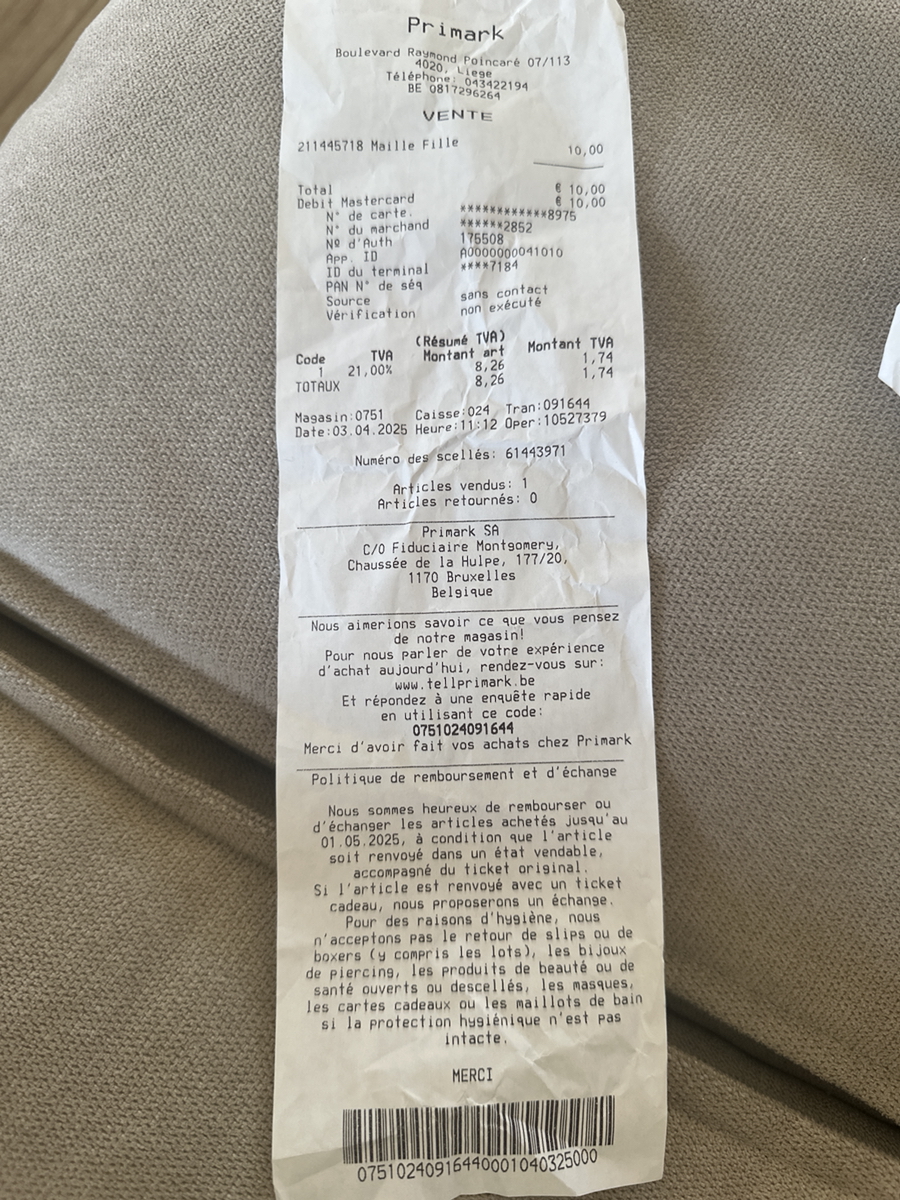 Primark
Boulevard Raymond Poincaré 07/113
4020, Liege
Téléphone: 043422194
BE 0817296264
VENTE
211445718 Maille Fille 10,00
Total € 10,00
Debit Mastercard € 10,00
N° de carte. ************8975
N° du marchand ******2852
Nº d'Auth 175508
App. ID A0000000041010
ID du terminal ****7184
PAN N° de séq
Source sans contact
Vérification non exécuté
(Résumé TVA)
Code TVA Montant art Montant TVA
1 21,00% 8,26 1,74
TOTAUX 8,26 1,74
Magasin:0751 Caisse:024 Tran:091644
Date:03.04.2025 Heure:11:12 Oper:10527379
Numéro des scellés: 61443971
Articles vendus: 1
Articles retournés: 0
Primark SA
C/O Fiduciaire Montgomery,
Chaussée de la Hulpe, 177/20,
1170 Bruxelles
Belgique
Nous aimerions savoir ce que vous pensez
de notre magasin!
Pour nous parler de votre expérience
d'achat aujourd'hui, rendez-vous sur:
www.tellprimark.be
Et répondez à une enquête rapide
en utilisant ce code:
0751024091644
Merci d'avoir fait vos achats chez Primark
Politique de remboursement et d'échange
Nous sommes heureux de rembourser ou
d'échanger les articles achetés jusqu'au
01.05.2025, à condition que l'article
soit renvoyé dans un état vendable,
accompagné du ticket original.
Si l'article est renvoyé avec un ticket
cadeau, nous proposerons un échange.
Pour des raisons d'hygiène, nous
n'acceptons pas le retour de slips ou de
boxers (y compris les lots), les bijoux
de piercing, les produits de beauté ou de
santé ouverts ou descellés, les masques,
les cartes cadeaux ou les maillots de bain
si la protection hygiénique n'est pas
intacte.
MERCI
07510240916440001040325000